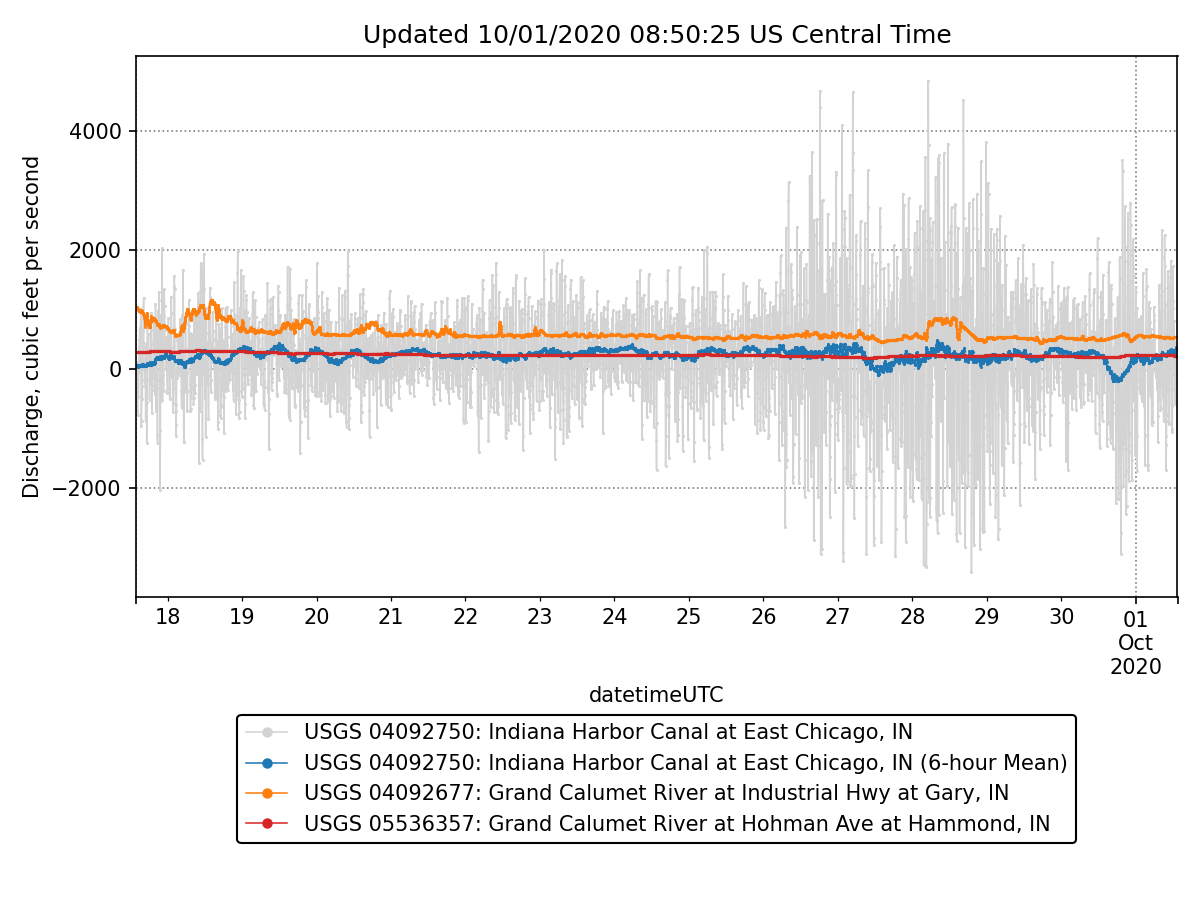 Updated 10/01/2020 08:50:25 US Central Time
Discharge, cubic feet per second
4000
2000
0
−2000
18 19 20 21 22 23 24 25 26 27 28 29 30 01
Oct
2020
datetimeUTC
USGS 04092750: Indiana Harbor Canal at East Chicago, IN
USGS 04092750: Indiana Harbor Canal at East Chicago, IN (6-hour Mean)
USGS 04092677: Grand Calumet River at Industrial Hwy at Gary, IN
USGS 05536357: Grand Calumet River at Hohman Ave at Hammond, IN